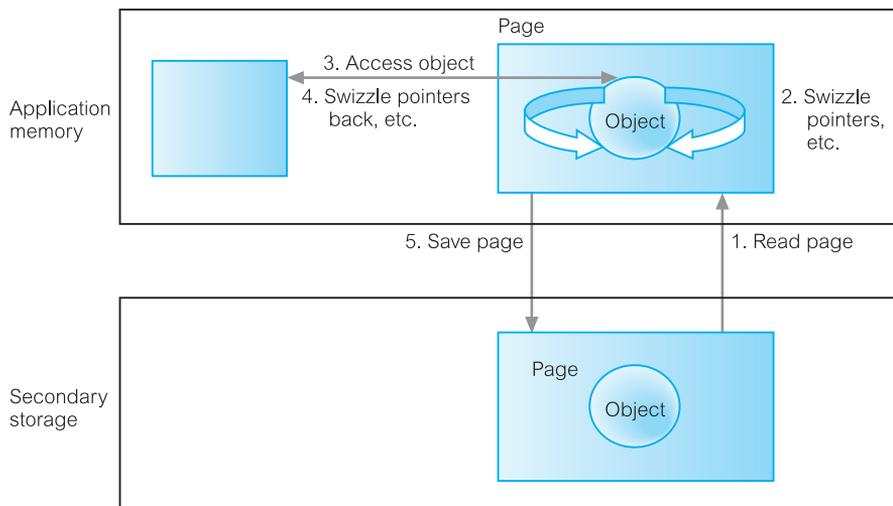 Page
3. Access object
4. Swizzle pointers
back, etc.
Object
2. Swizzle
pointers,
etc.
Application
memory
5. Save page
1. Read page
Page
Object
Secondary
storage